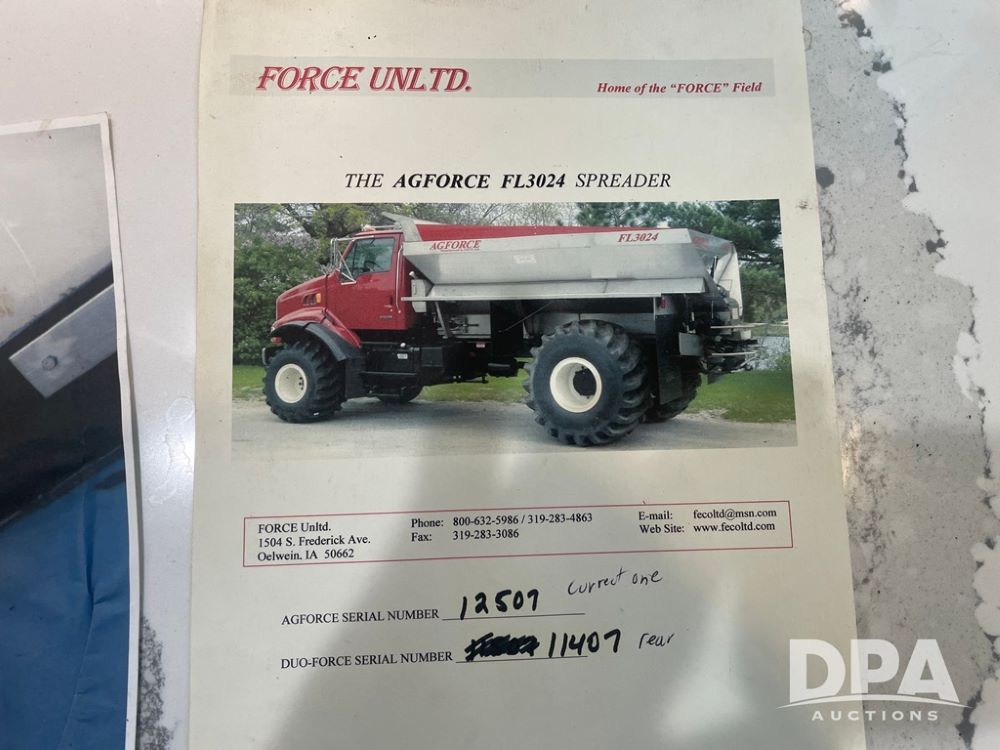 FORCE UNLTD.
Home of the "FORCE" Field
THE AGFORCE FL3024 SPREADER
AGFORCE
FL3024
FORCE Unltd.
1504 S. Frederick Ave.
Oelwein, IA 50662
Phone: 800-632-5986 / 319-283-4863
Fax: 319-283-3086
E-mail: fecoltd@msn.com
Web Site: www.fecoltd.com
AGFORCE SERIAL NUMBER 12507 Currect one
DUO-FORCE SERIAL NUMBER 11407 rear
DPA
AUCTIONS